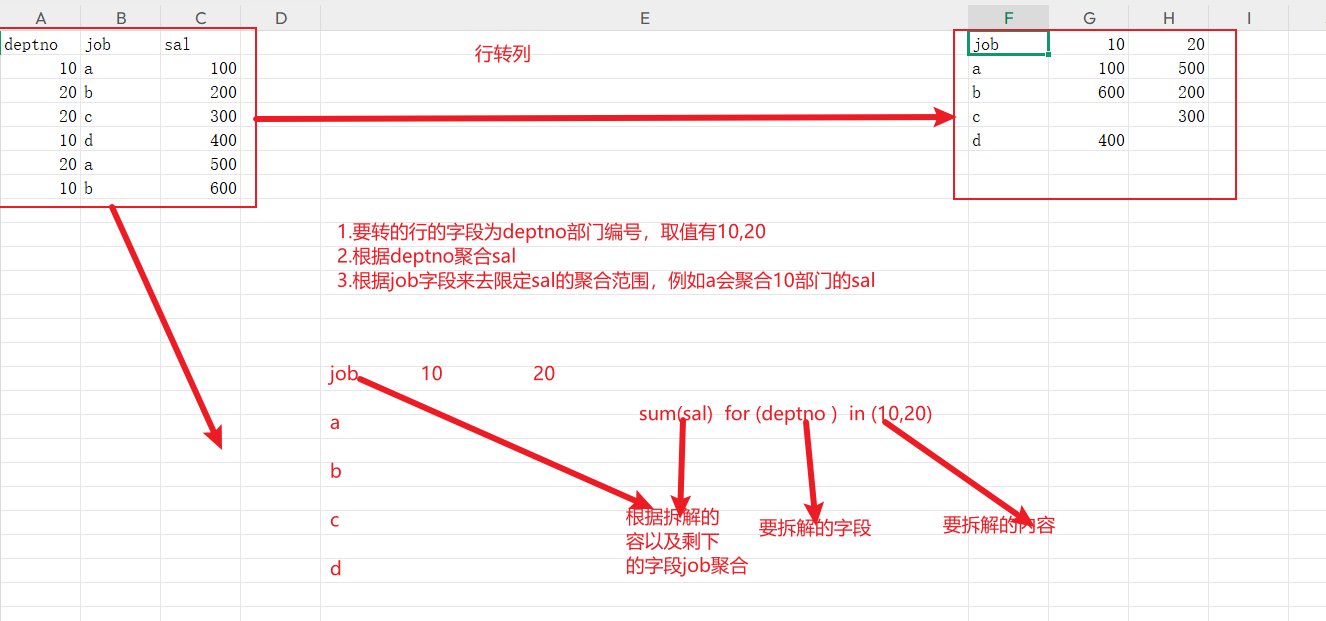 A B C D E F G H I
deptno job sal 行转列 job 10 20
10 a 100 a 100 500
20 b 200 b 600 200
20 c 300 c 300
10 d 400 d 400
20 a 500
10 b 600
1.要转的行的字段为deptno部门编号，取值有10,20
2.根据deptno聚合sal
3.根据job字段来去限定sal的聚合范围，例如a会聚合10部门的sal
job 10 20
sum(sal) for (deptno ) in (10,20)
a
b
c
d
根据拆解的
容以及剩下
的字段job聚合
要拆解的字段
要拆解的内容